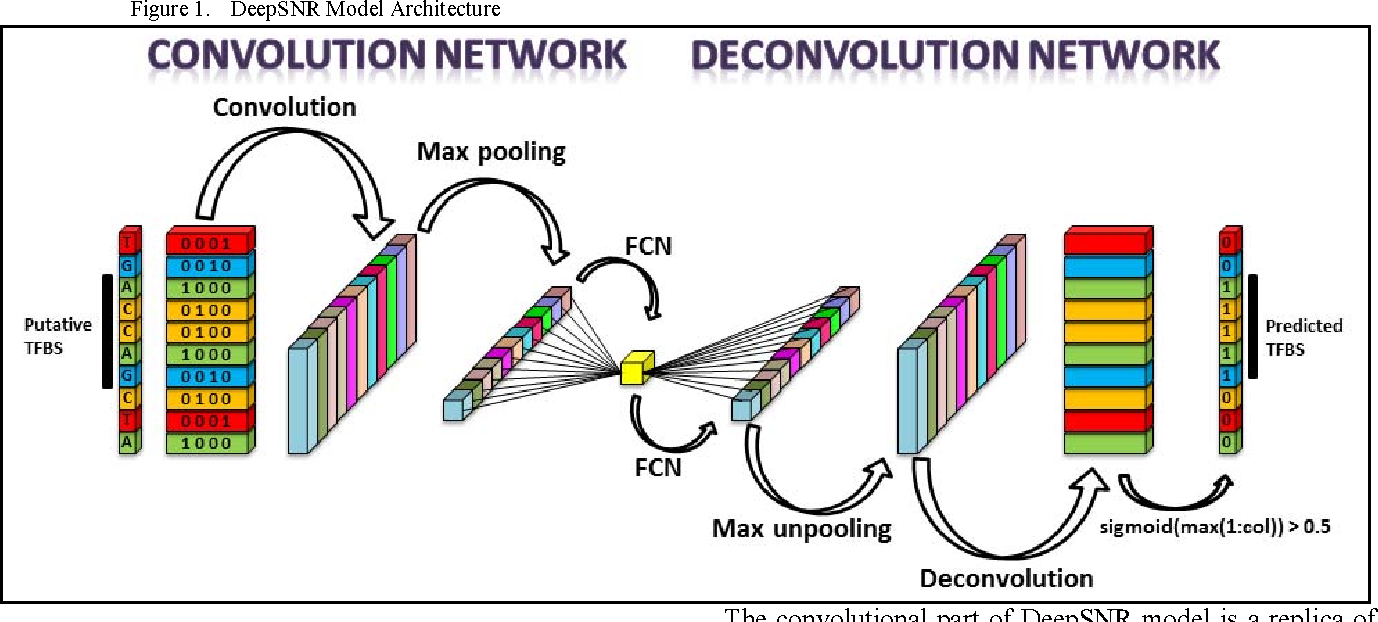 Figure 1. DeepSNR Model Architecture
CONVOLUTION NETWORK
DECONVOLUTION NETWORK
Convolution
Max pooling
FCN
T
G
A
C
C
A
G
C
T
A
0001
0010
1000
0100
0100
1000
0010
0100
0001
1000
Putative
TFBS
FCN
Max unpooling
Deconvolution
0
0
1
1
1
1
1
0
0
0
Predicted
TFBS
sigmoid(max(1:col)) > 0.5
The convolutional part of DeepSNR model is a replica of